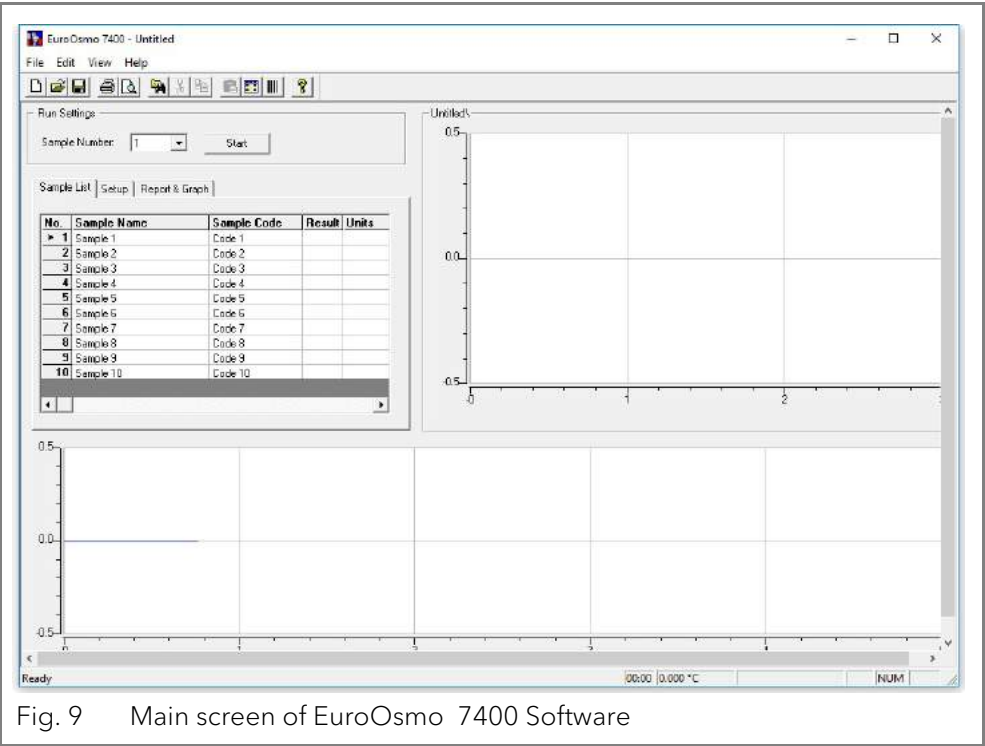 EuroOsmo 7400 - Untitled
File Edit View Help
Run Settings
Sample Number: 1 Start
Sample List Setup Report & Graph
No. Sample Name Sample Code Result Units
1 Sample 1 Code 1
2 Sample 2 Code 2
3 Sample 3 Code 3
4 Sample 4 Code 4
5 Sample 5 Code 5
6 Sample 6 Code 6
7 Sample 7 Code 7
8 Sample 8 Code 8
9 Sample 9 Code 9
10 Sample 10 Code 10
Untitled\
0.5
0.0
-0.5
-0 1 2
0.5
0.0
-0.5
Ready 00:00 0.000 °C NUM
Fig. 9 Main screen of EuroOsmo 7400 Software